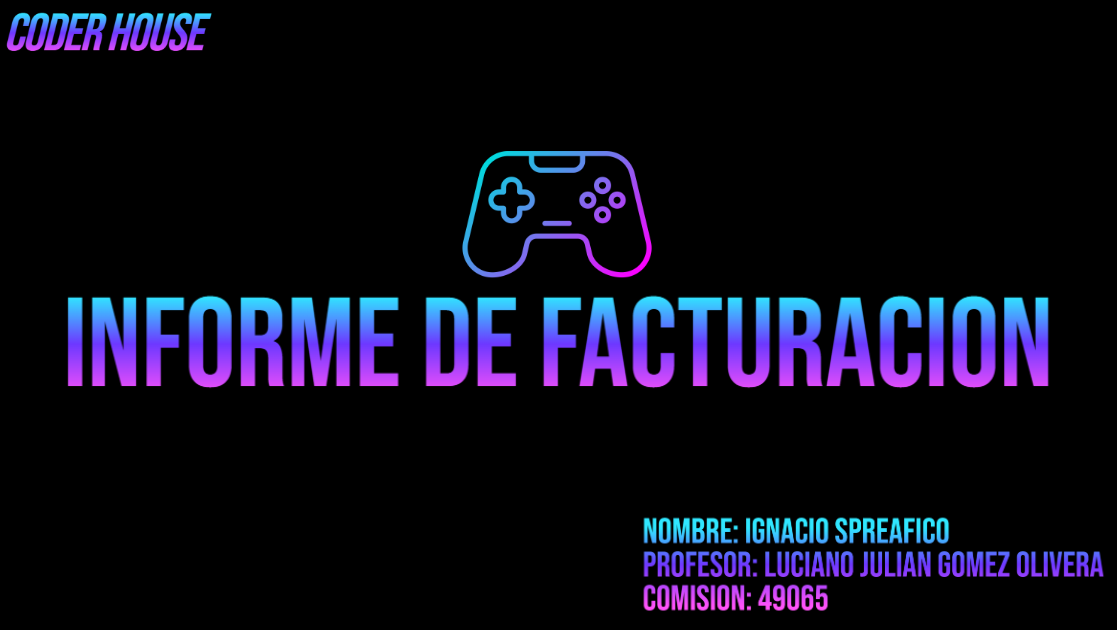 CODER HOUSE
INFORME DE FACTURACION
NOMBRE: IGNACIO SPREAFICO
PROFESOR: LUCIANO JULIAN GOMEZ OLIVERA
COMISION: 49065